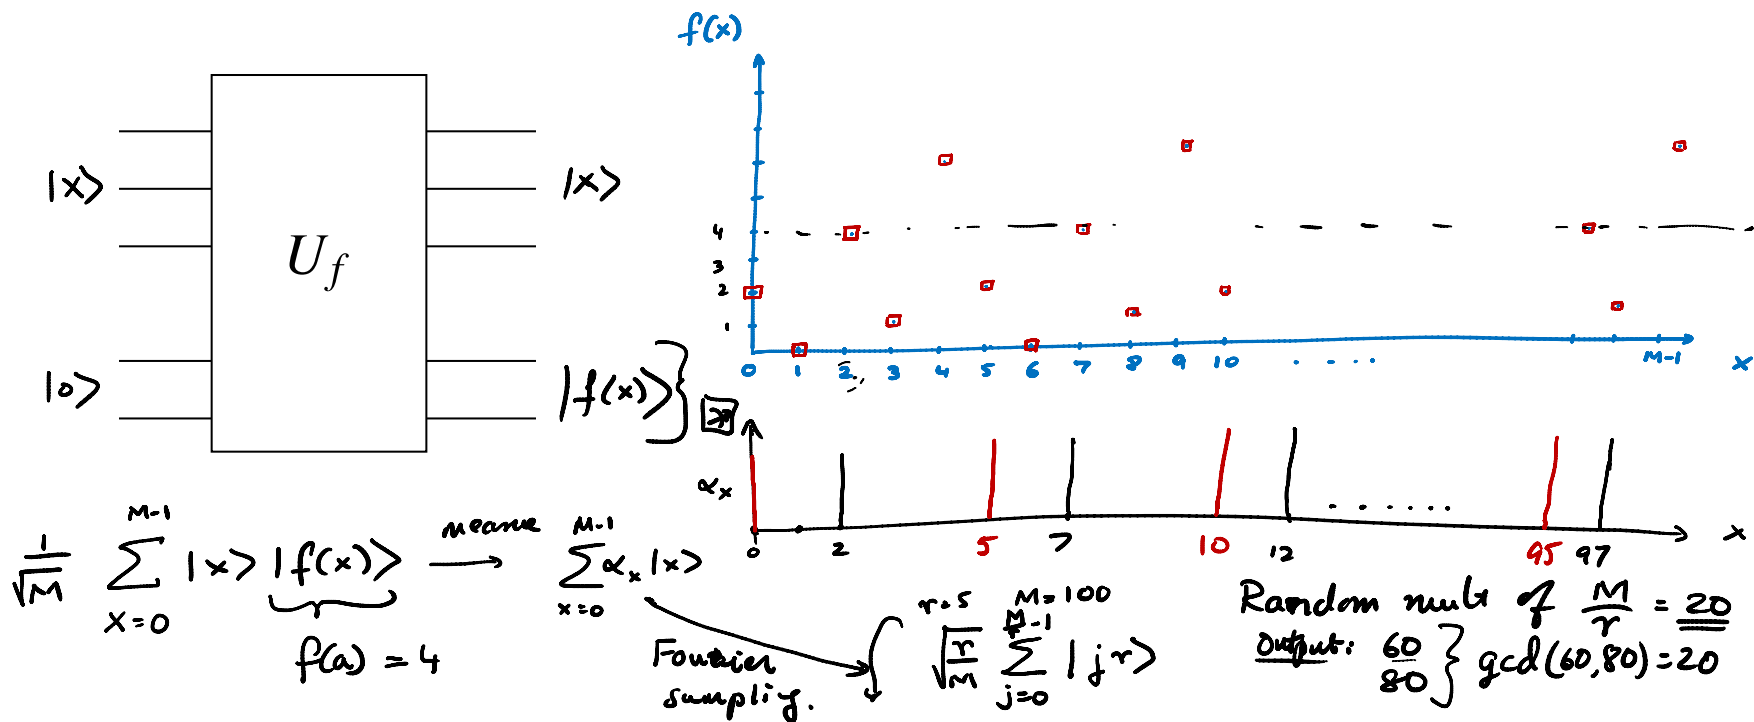 f(x)
|x⟩
|x⟩
U_f
|0⟩
|f(x)⟩}
4
3
2
1
0 1 2 3 4 5 6 7 8 9 10 .... M-1 x
α_x
0 2 5 7 10 12 ....... 95 97 x
1/√M ∑_{x=0}^{M-1} |x⟩ |f(x)⟩ → measure ∑_{x=0}^{M-1} α_x |x⟩
f(a) = 4
Fourier
sampling.
r=5 M=100
√(r/M) ∑_{j=0}^{M/r-1} |jr⟩
Random mult of M/r = 20
Output: 60 80 } gcd(60,80)=20